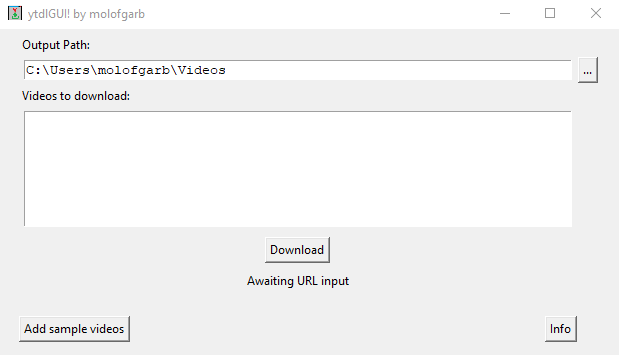 ytdlGUI! by molofgarb
Output Path:
C:\Users\molofgarb\Videos
...
Videos to download:
Download
Awaiting URL input
Add sample videos
Info